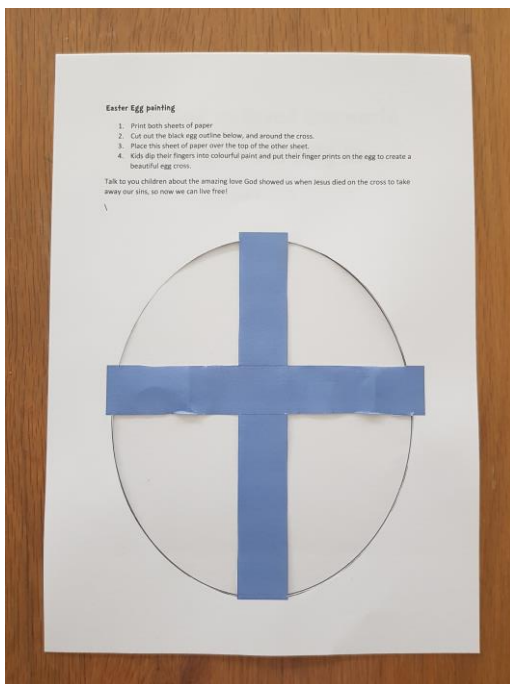 Easter Egg painting
1. Print both sheets of paper
2. Cut out the black egg outline below, and around the cross.
3. Place this sheet of paper over the top of the other sheet.
4. Kids dip their fingers into colourful paint and put their finger prints on the egg to create a
beautiful egg cross.
Talk to you children about the amazing love God showed us when Jesus died on the cross to take
away our sins, so now we can live free!
\